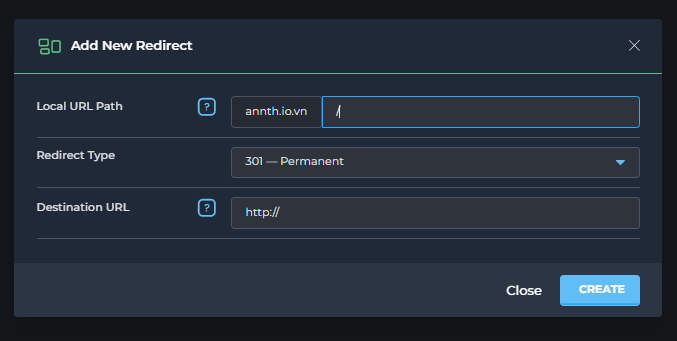 Add New Redirect
Local URL Path ? annth.io.vn /
Redirect Type 301 — Permanent
Destination URL ? http://
Close CREATE